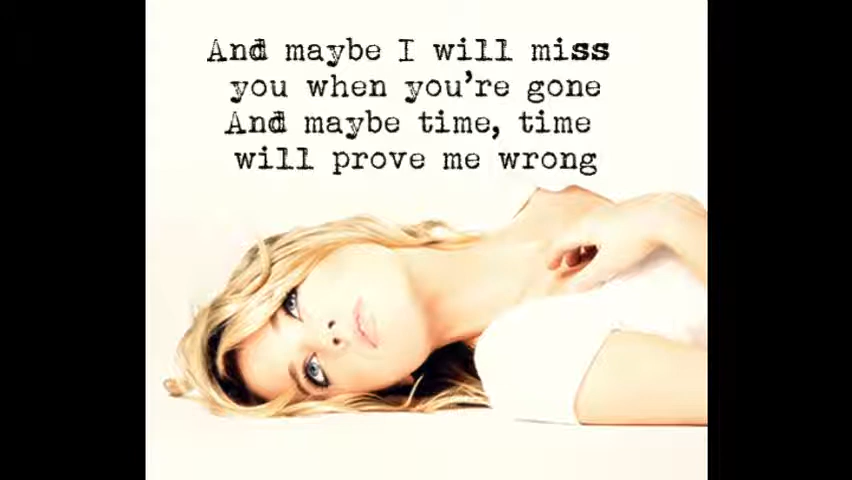 And maybe I will miss
you when you're gone
And maybe time, time
will prove me wrong